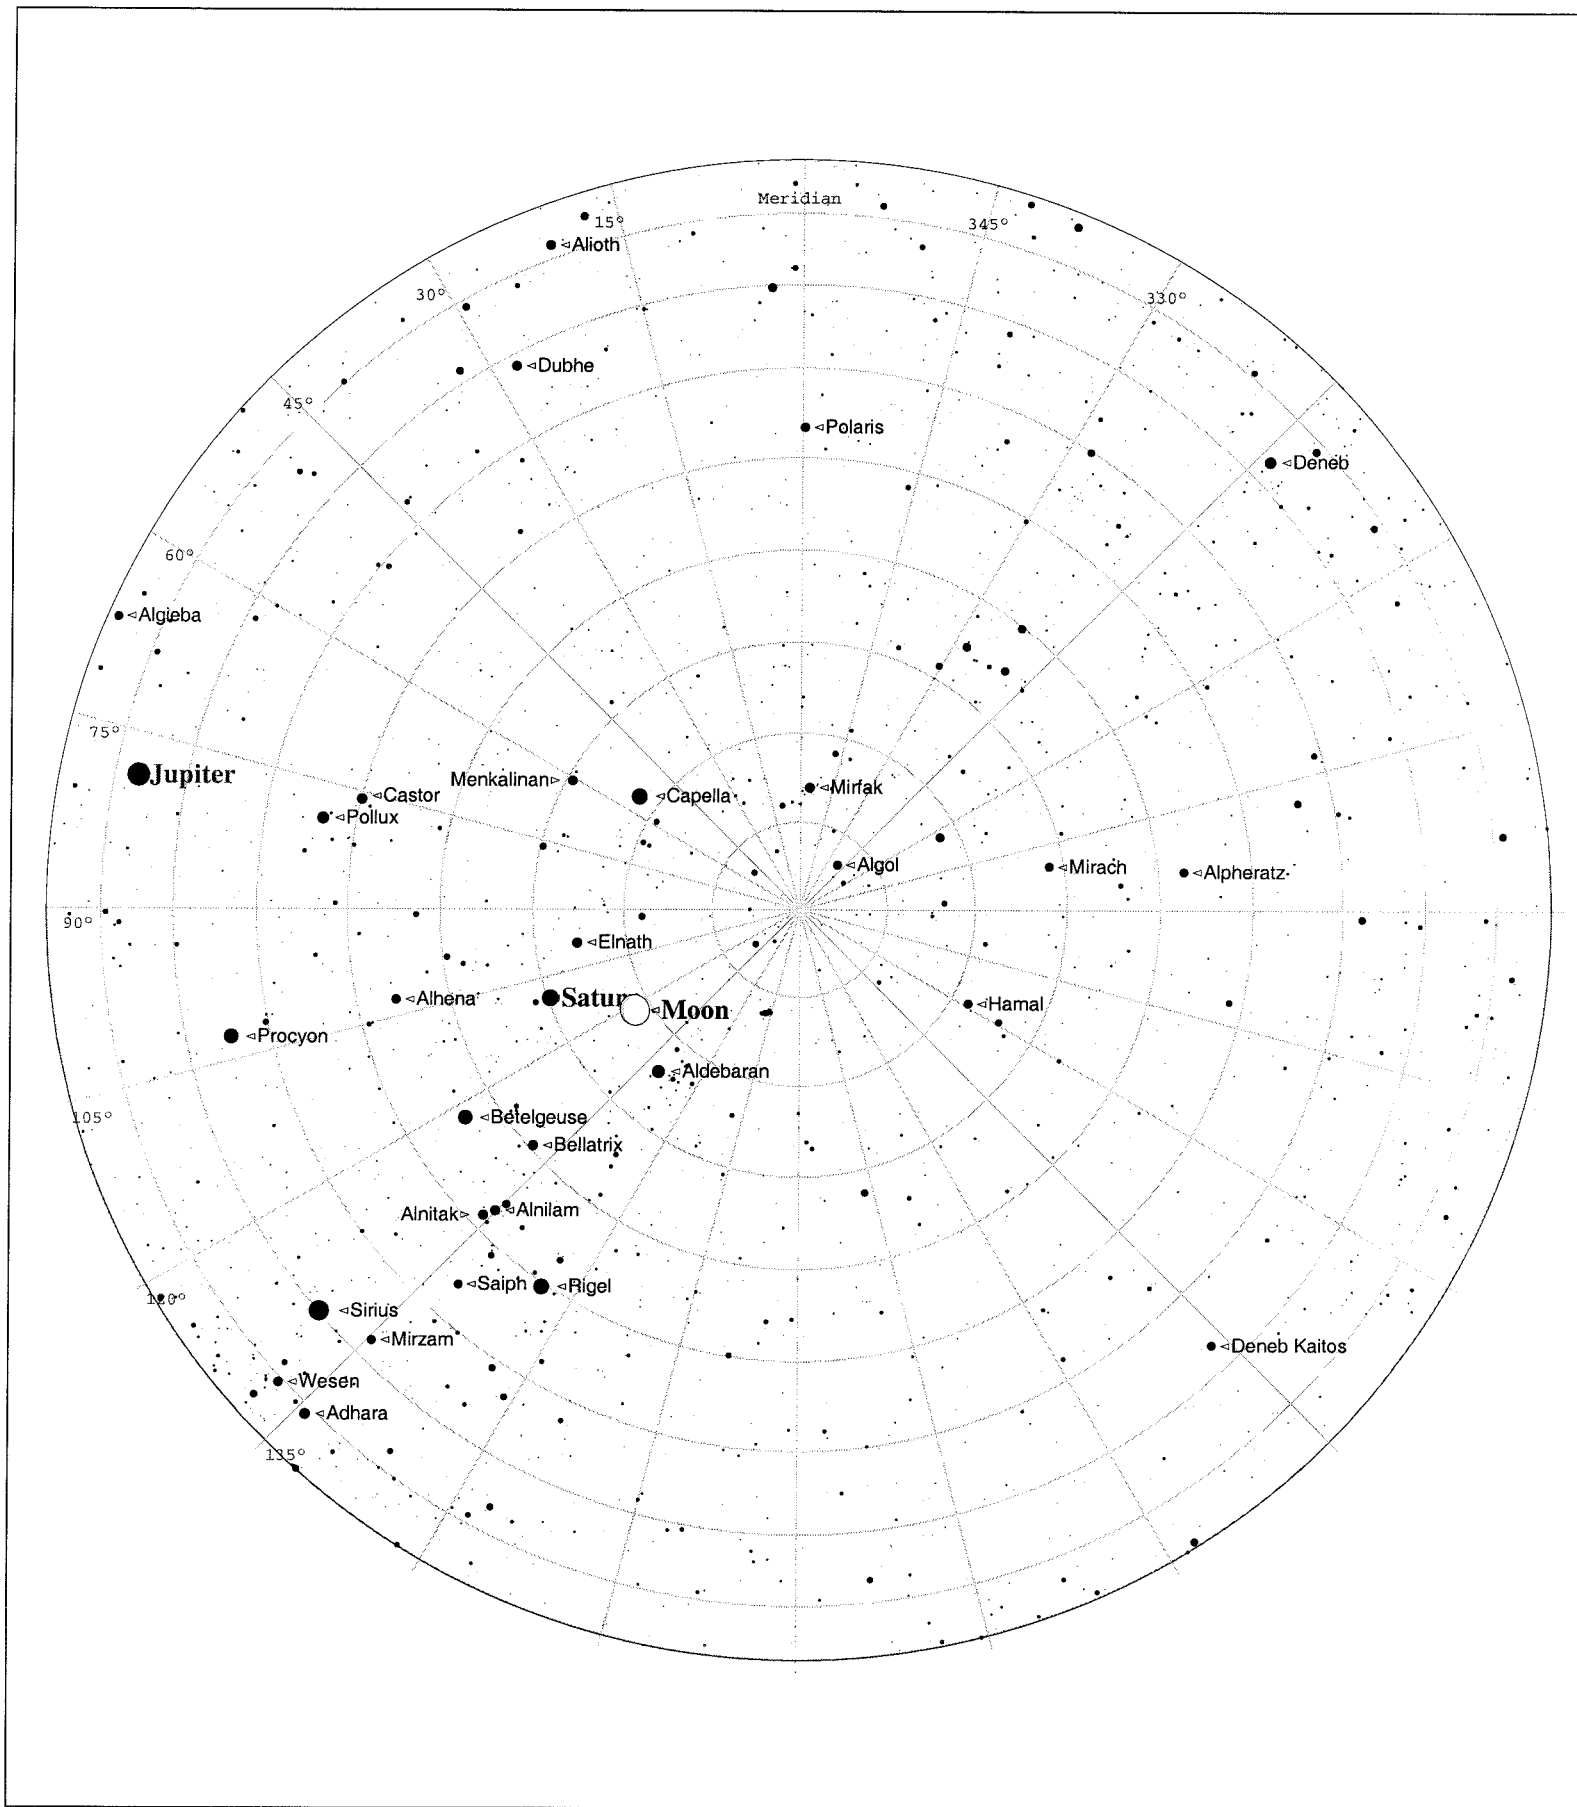 Meridian
15°
345°
Alioth
30°
330°
Dubhe
45°
Polaris
Deneb
60°
Algieba
75°
Jupiter
Menkalinan
Capella
Mirfak
Castor
Pollux
Algol
Mirach
Alpheratz
90°
Elnath
Alhena
Satur
Moon
Hamal
Procyon
Aldebaran
105°
Betelgeuse
Bellatrix
Alnitak
Alnilam
Saiph
Rigel
120°
Sirius
Mirzam
Deneb Kaitos
Wesen
Adhara
135°